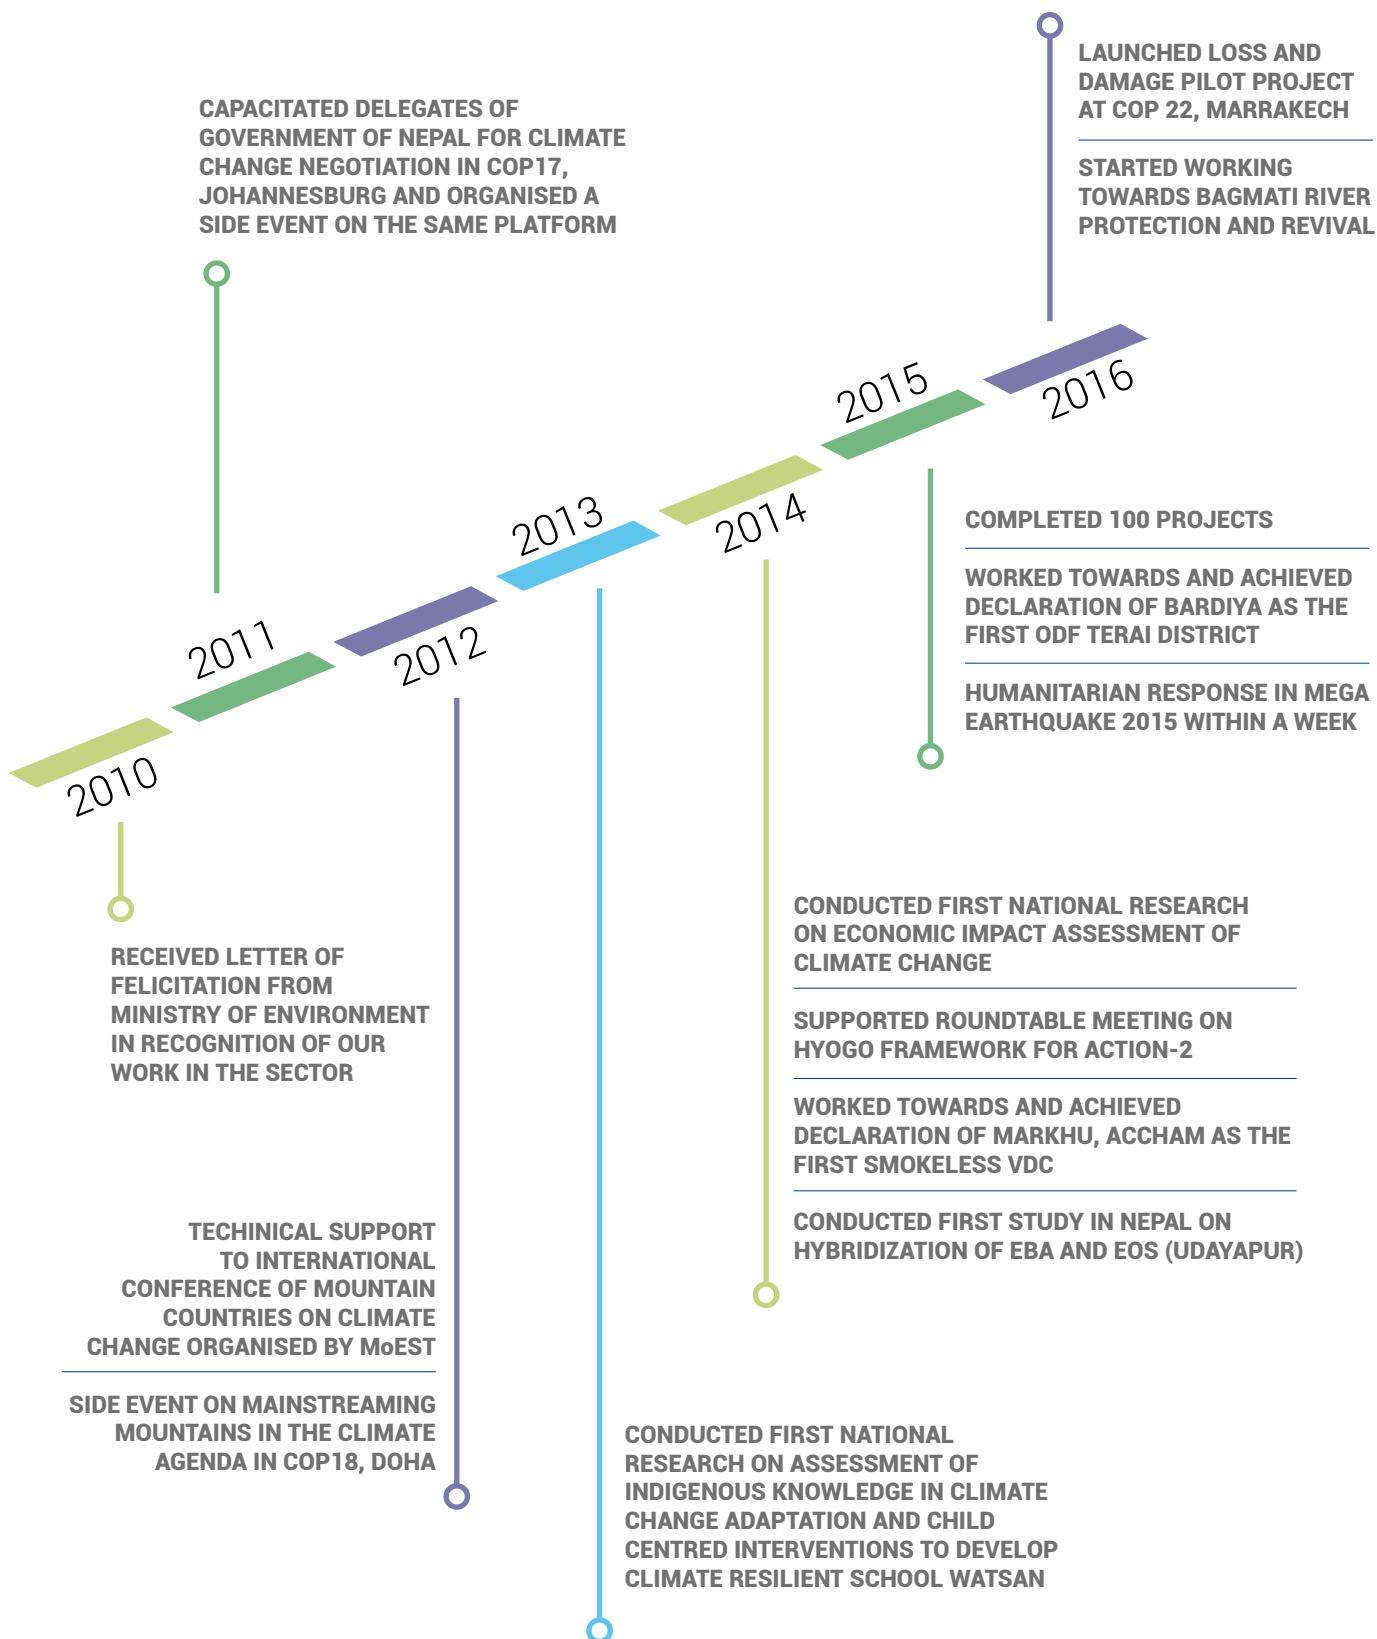 LAUNCHED LOSS AND
DAMAGE PILOT PROJECT
AT COP 22, MARRAKECH
STARTED WORKING
TOWARDS BAGMATI RIVER
PROTECTION AND REVIVAL
CAPACITATED DELEGATES OF
GOVERNMENT OF NEPAL FOR CLIMATE
CHANGE NEGOTIATION IN COP17,
JOHANNESBURG AND ORGANISED A
SIDE EVENT ON THE SAME PLATFORM
2016
2015
2014
2013
2012
2011
2010
COMPLETED 100 PROJECTS
WORKED TOWARDS AND ACHIEVED
DECLARATION OF BARDIYA AS THE
FIRST ODF TERAI DISTRICT
HUMANITARIAN RESPONSE IN MEGA
EARTHQUAKE 2015 WITHIN A WEEK
RECEIVED LETTER OF
FELICITATION FROM
MINISTRY OF ENVIRONMENT
IN RECOGNITION OF OUR
WORK IN THE SECTOR
CONDUCTED FIRST NATIONAL RESEARCH
ON ECONOMIC IMPACT ASSESSMENT OF
CLIMATE CHANGE
SUPPORTED ROUNDTABLE MEETING ON
HYOGO FRAMEWORK FOR ACTION-2
WORKED TOWARDS AND ACHIEVED
DECLARATION OF MARKHU, ACCHAM AS THE
FIRST SMOKELESS VDC
CONDUCTED FIRST STUDY IN NEPAL ON
HYBRIDIZATION OF EBA AND EOS (UDAYAPUR)
TECHINICAL SUPPORT
TO INTERNATIONAL
CONFERENCE OF MOUNTAIN
COUNTRIES ON CLIMATE
CHANGE ORGANISED BY MoEST
SIDE EVENT ON MAINSTREAMING
MOUNTAINS IN THE CLIMATE
AGENDA IN COP18, DOHA
CONDUCTED FIRST NATIONAL
RESEARCH ON ASSESSMENT OF
INDIGENOUS KNOWLEDGE IN CLIMATE
CHANGE ADAPTATION AND CHILD
CENTRED INTERVENTIONS TO DEVELOP
CLIMATE RESILIENT SCHOOL WATSAN